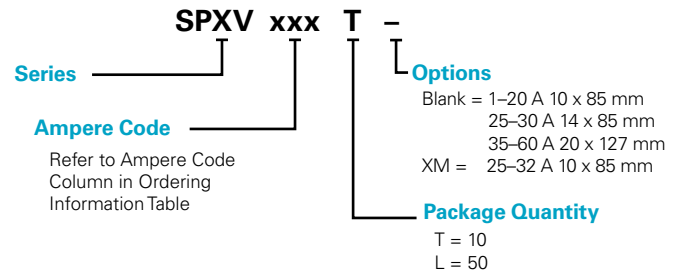 SPXV xxx T –
Series
Ampere Code
Refer to Ampere Code
Column in Ordering
Information Table
Options
Blank = 1–20 A 10 x 85 mm
25–30 A 14 x 85 mm
35–60 A 20 x 127 mm
XM = 25–32 A 10 x 85 mm
Package Quantity
T = 10
L = 50